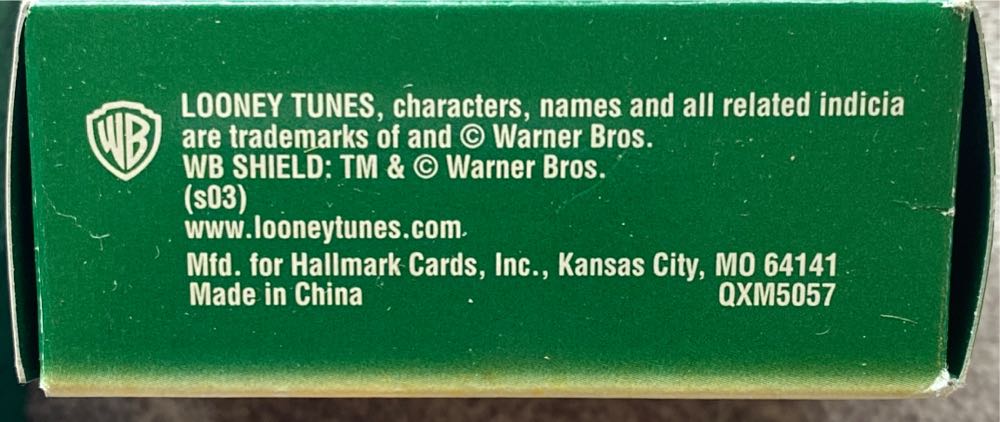 WB
LOONEY TUNES, characters, names and all related indicia
are trademarks of and © Warner Bros.
WB SHIELD: TM & © Warner Bros.
(s03)
www.looneytunes.com
Mfd. for Hallmark Cards, Inc., Kansas City, MO 64141
Made in China QXM5057